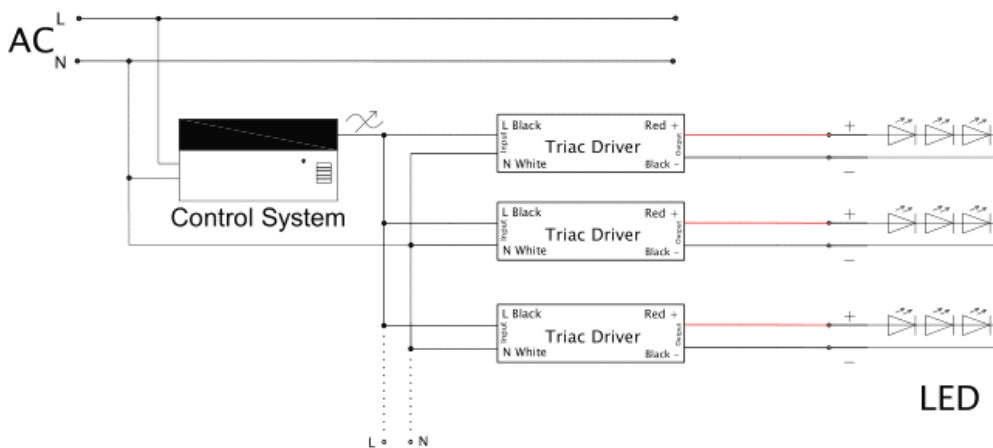 L
AC
N
Control System
L Black
Red +
Input
Triac Driver
Output
N White
Black -
+
−
L Black
Red +
Input
Triac Driver
Output
N White
Black -
+
−
L Black
Red +
Input
Triac Driver
Output
N White
Black -
+
−
LED
L
N